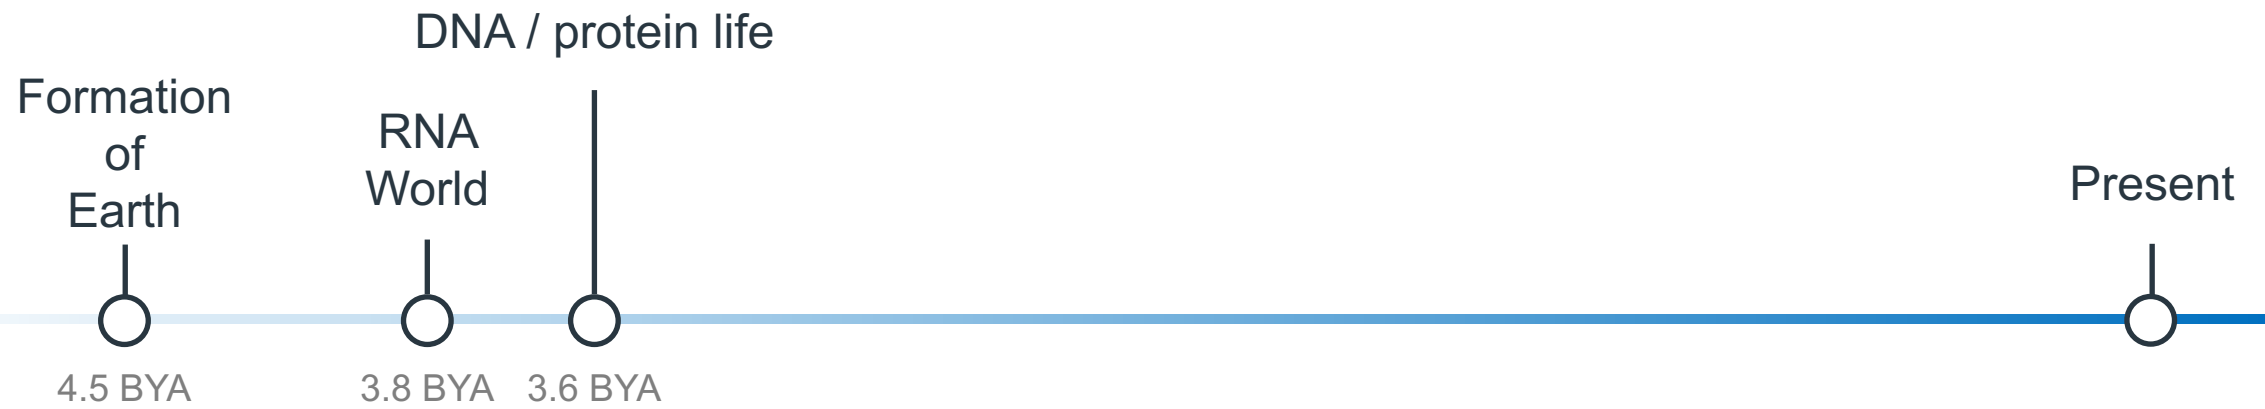 DNA / protein life
Formation
of
Earth
RNA
World
Present
4.5 BYA
3.8 BYA
3.6 BYA